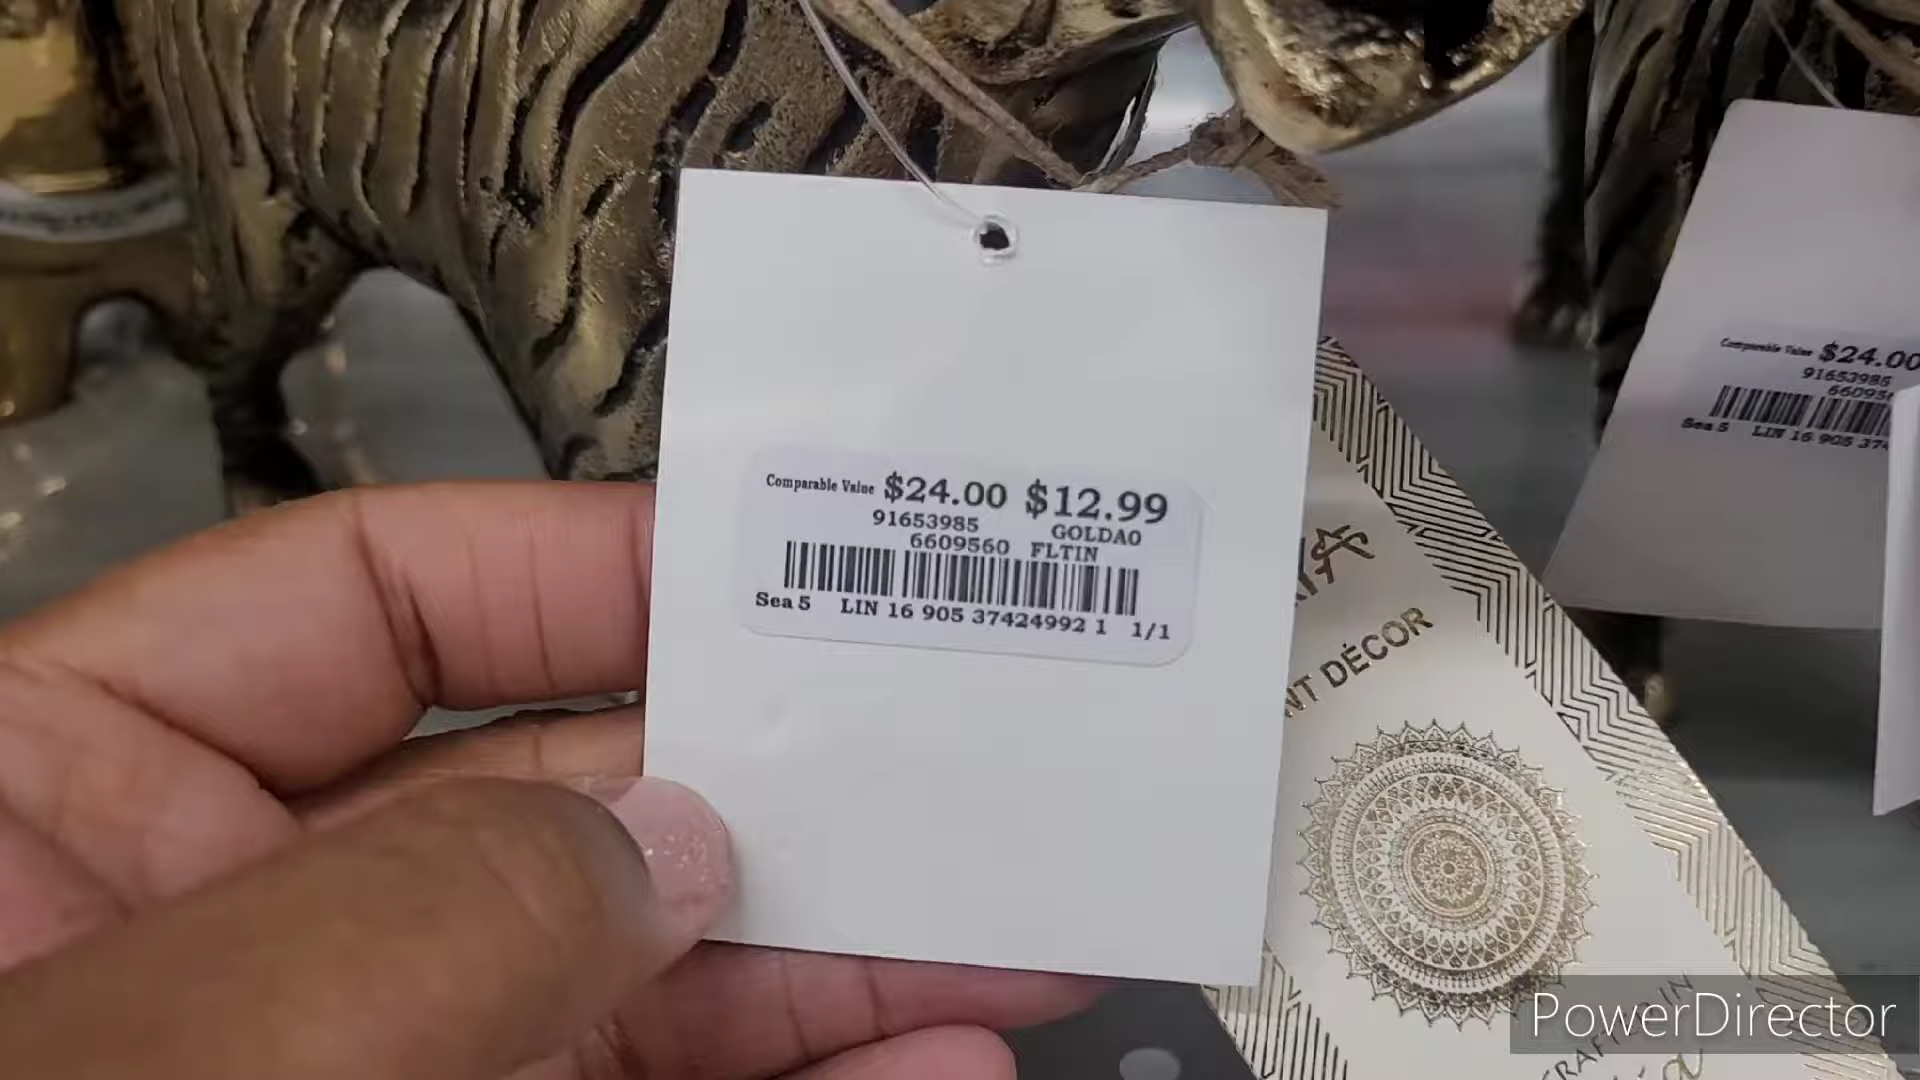 Comparable Value $24.00 $12.99
91653985 GOLDA0
6609560 FLTIN
Sea 5 LIN 16 905 37424992 1 1/1
Comparable Value $24.00
91653985
Sea 5 LIN 16 905
DÉCOR
PowerDirector